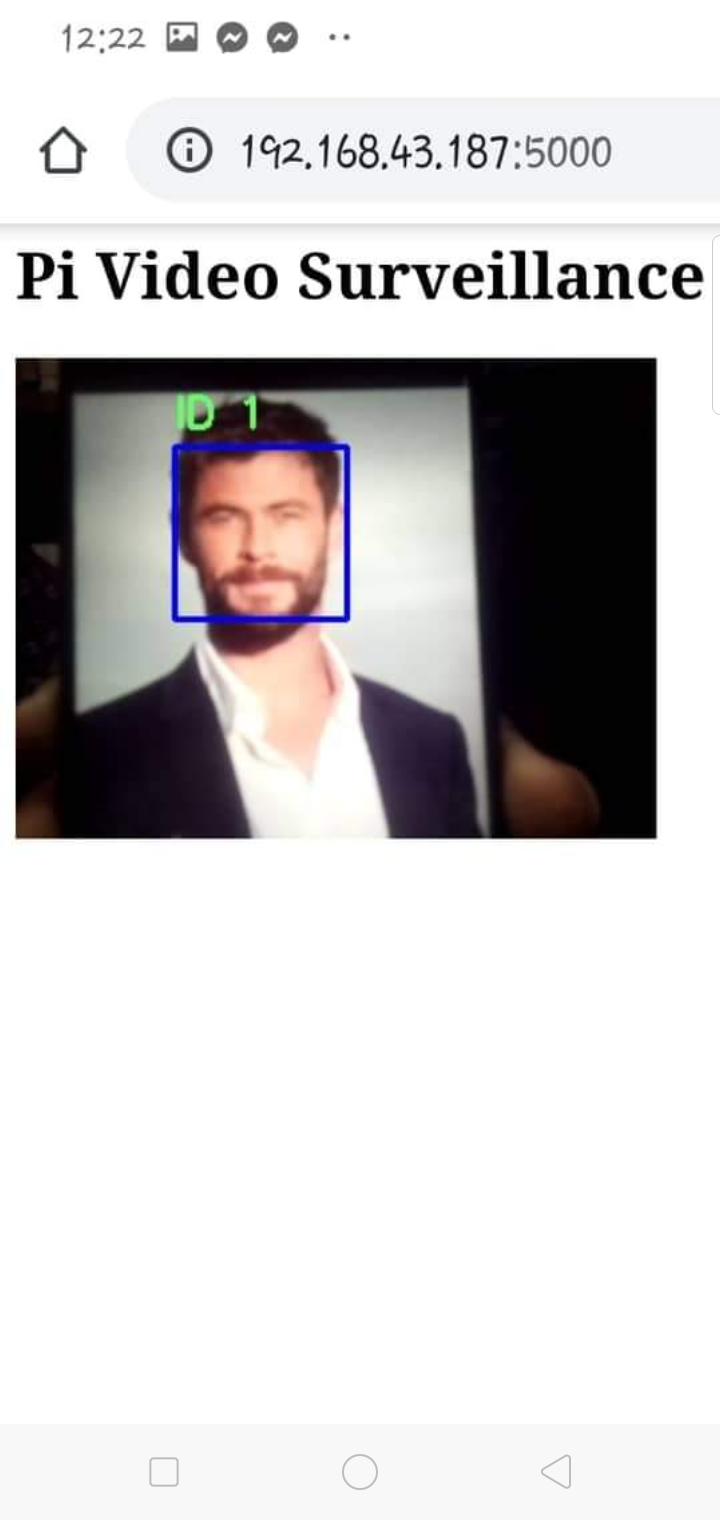 12:22
192.168.43.187:5000
Pi Video Surveillance
ID 1